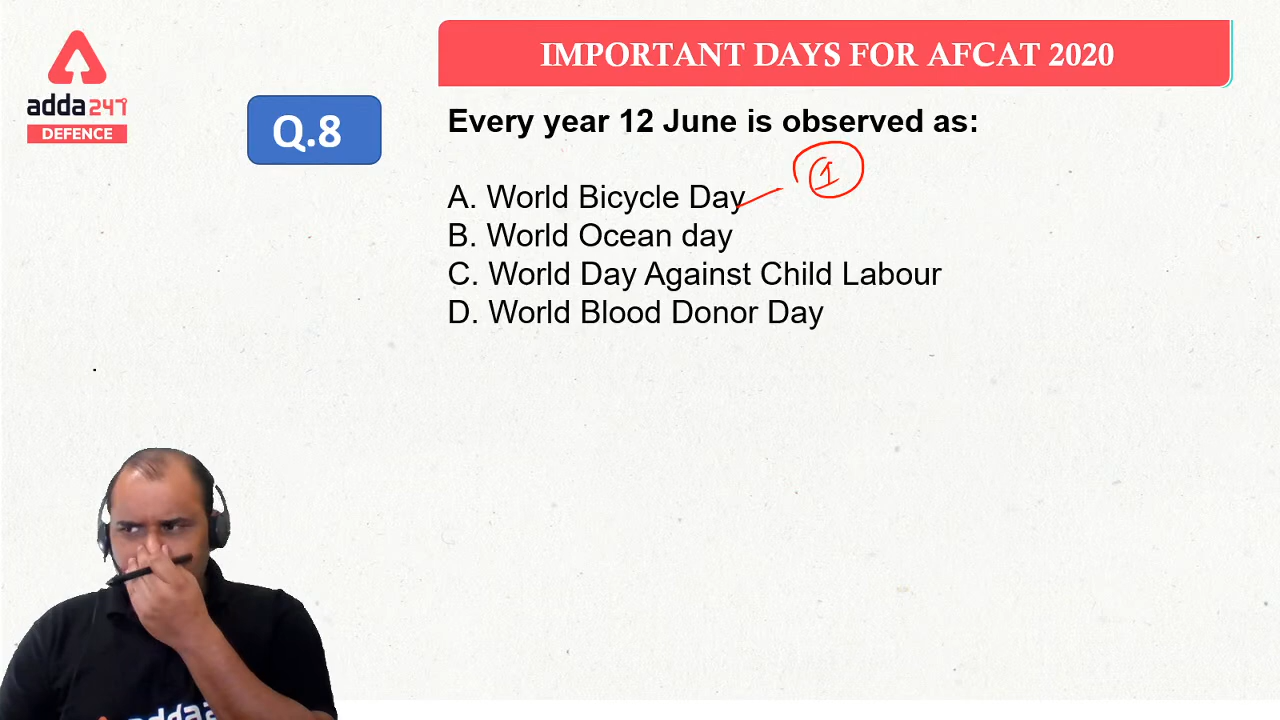 adda247
DEFENCE
IMPORTANT DAYS FOR AFCAT 2020
Q.8
Every year 12 June is observed as:
1
A. World Bicycle Day
B. World Ocean day
C. World Day Against Child Labour
D. World Blood Donor Day
adda2